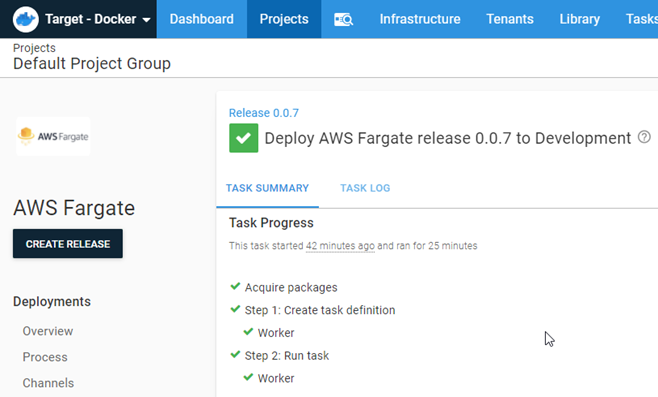 Target - Docker Dashboard Projects Infrastructure Tenants Library Tasks
Projects
Default Project Group
AWS Fargate
AWS Fargate
CREATE RELEASE
Deployments
Overview
Process
Channels
Release 0.0.7
Deploy AWS Fargate release 0.0.7 to Development ?
TASK SUMMARY TASK LOG
Task Progress
This task started 42 minutes ago and ran for 25 minutes
Acquire packages
Step 1: Create task definition
Worker
Step 2: Run task
Worker